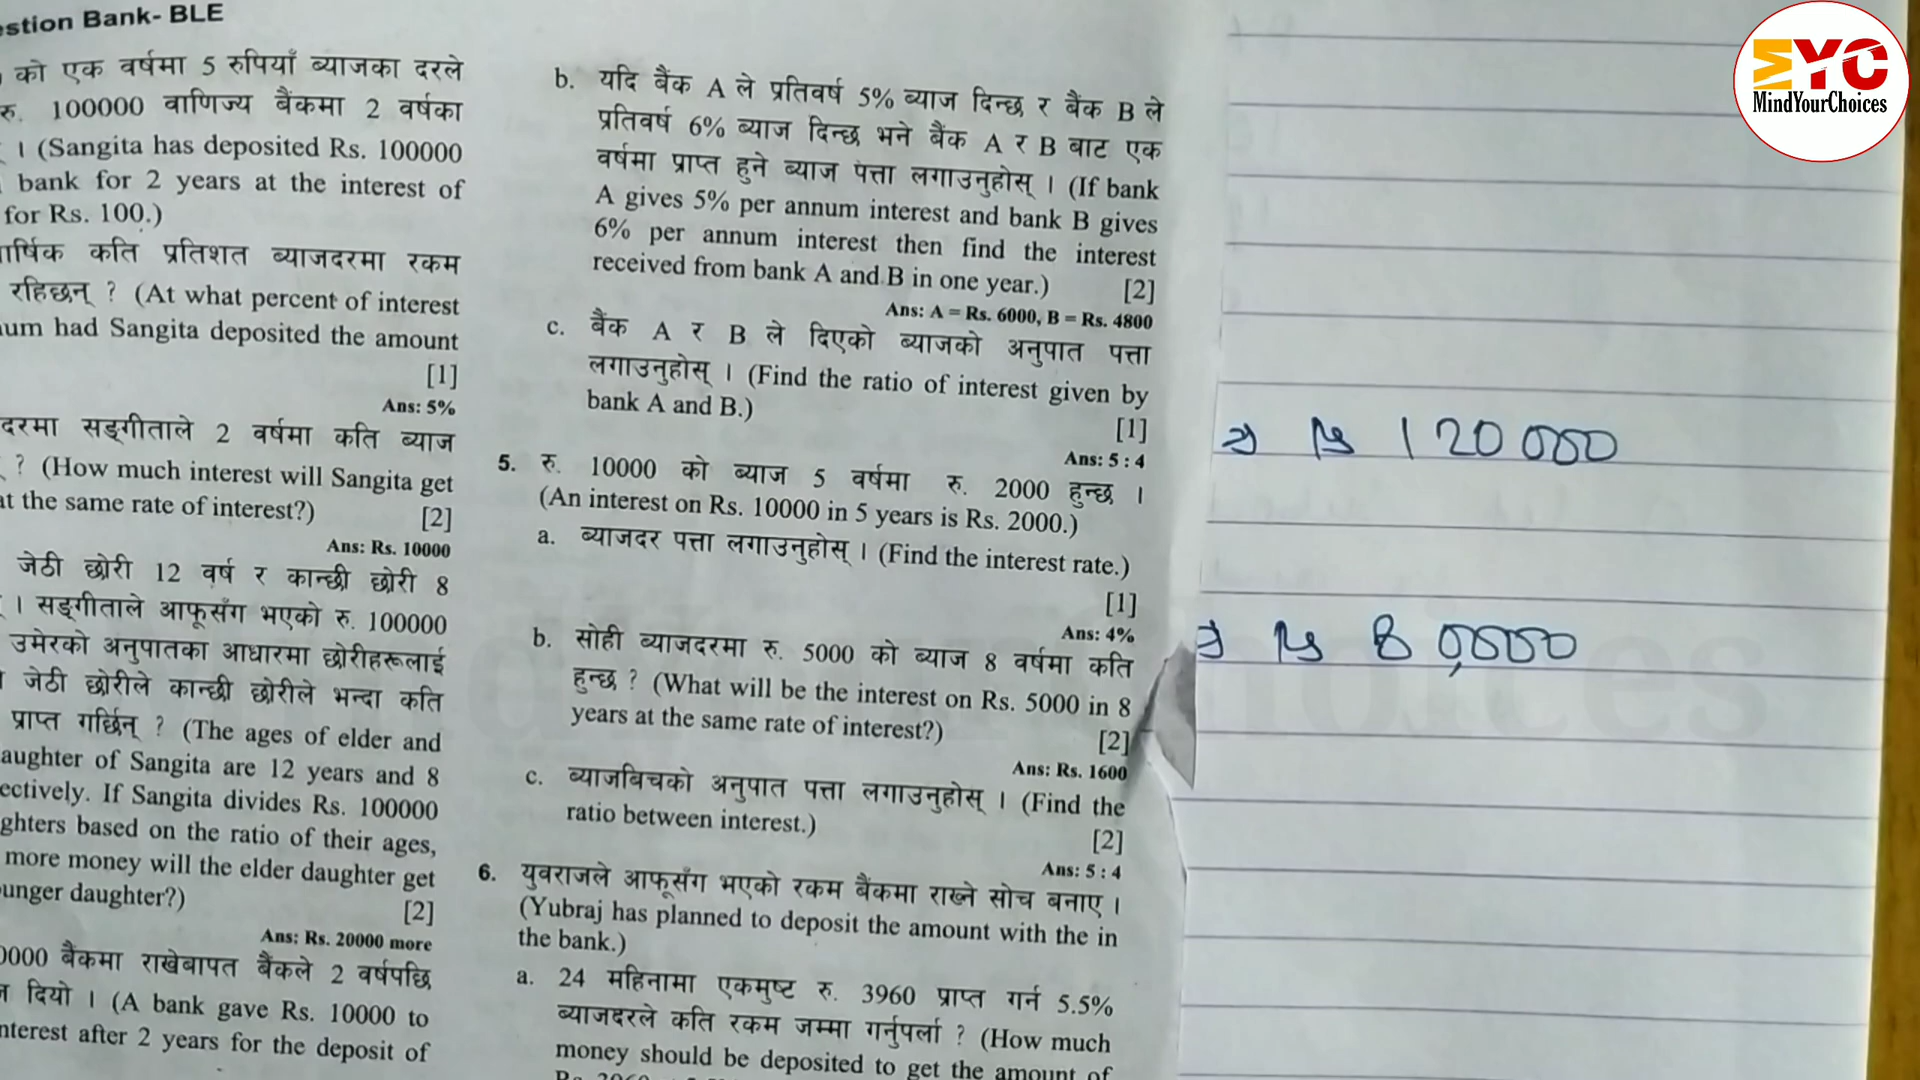 estion Bank- BLE
को एक वर्षमा 5 रुपियाँ ब्याजका दरले
रु. 100000 वाणिज्य बैंकमा 2 वर्षका
। (Sangita has deposited Rs. 100000
bank for 2 years at the interest of
for Rs. 100.)
ार्षिक कति प्रतिशत ब्याजदरमा रकम
रहिछन् ? (At what percent of interest
um had Sangita deposited the amount
[1]
Ans: 5%
दरमा सङ्गीताले 2 वर्षमा कति ब्याज
? (How much interest will Sangita get
at the same rate of interest?)
[2]
Ans: Rs. 10000
जेठी छोरी 12 वर्ष र कान्छी छोरी 8
। सङ्गीताले आफूसँग भएको रु. 100000
उमेरको अनुपातका आधारमा छोरीहरूलाई
जेठी छोरीले कान्छी छोरीले भन्दा कति
प्राप्त गर्छिन् ? (The ages of elder and
aughter of Sangita are 12 years and 8
ectively. If Sangita divides Rs. 100000
ghters based on the ratio of their ages,
more money will the elder daughter get
unger daughter?)
[2]
Ans: Rs. 20000 more
0000 बैंकमा राखेबापत बैंकले 2 वर्षपछि
दियो । (A bank gave Rs. 10000 to
nterest after 2 years for the deposit of
b. यदि बैंक A ले प्रतिवर्ष 5% ब्याज दिन्छ र बैंक B ले
प्रतिवर्ष 6% ब्याज दिन्छ भने बैंक A र B बाट एक
वर्षमा प्राप्त हुने ब्याज पत्ता लगाउनुहोस् । (If bank
A gives 5% per annum interest and bank B gives
6% per annum interest then find the interest
received from bank A and B in one year.)
[2]
Ans: A = Rs. 6000, B = Rs. 4800
c. बैंक A र B ले दिएको ब्याजको अनुपात पत्ता
लगाउनुहोस् । (Find the ratio of interest given by
bank A and B.)
[1]
Ans: 5 : 4
5. रु. 10000 को ब्याज 5 वर्षमा रु. 2000 हुन्छ ।
(An interest on Rs. 10000 in 5 years is Rs. 2000.)
a. ब्याजदर पत्ता लगाउनुहोस् । (Find the interest rate.)
[1]
Ans: 4%
b. सोही ब्याजदरमा रु. 5000 को ब्याज 8 वर्षमा कति
हुन्छ ? (What will be the interest on Rs. 5000 in 8
years at the same rate of interest?)
[2]
Ans: Rs. 1600
c. ब्याजबिचको अनुपात पत्ता लगाउनुहोस् । (Find the
ratio between interest.)
[2]
Ans: 5 : 4
6. युवराजले आफूसँग भएको रकम बैंकमा राख्ने सोच बनाए ।
(Yubraj has planned to deposit the amount with the in
the bank.)
a. 24 महिनामा एकमुष्ट रु. 3960 प्राप्त गर्न 5.5%
ब्याजदरले कति रकम जम्मा गर्नुपर्ला ? (How much
money should be deposited to get the amount of
MYC
MindYourChoices
⇒ Rs 120000
⇒ Rs 80,000